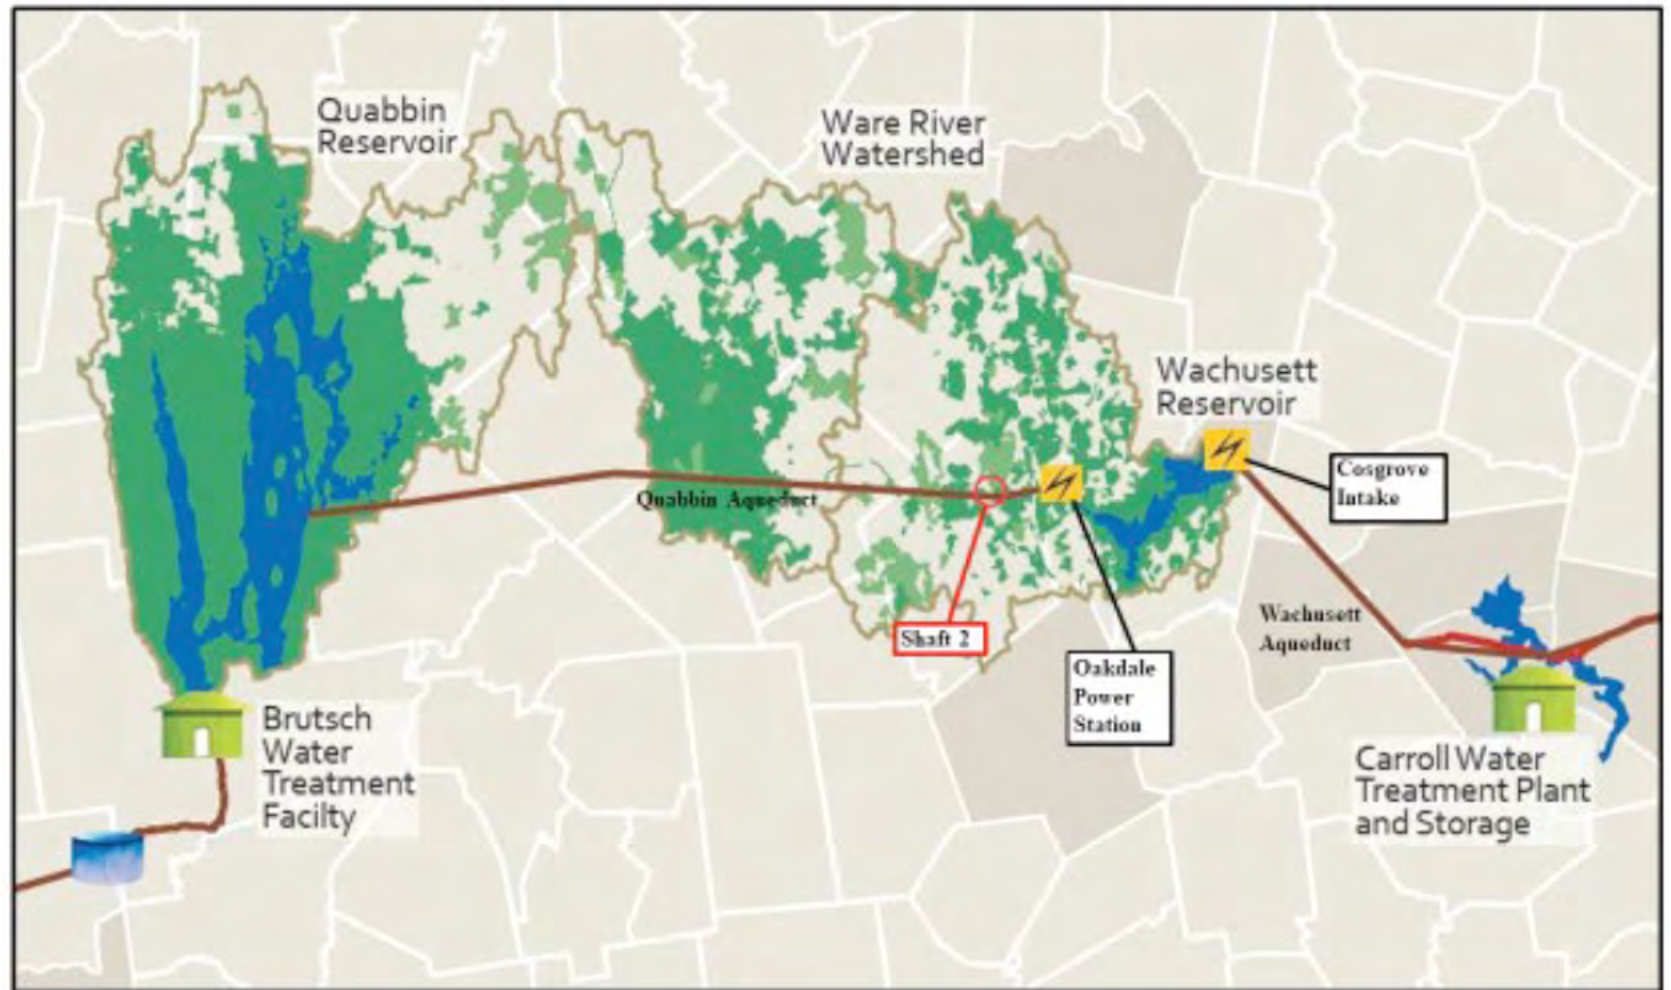 Quabbin
Reservoir
Ware River
Watershed
Wachusett
Reservoir
Cosgrove
Intake
Quabbin Aqueduct
Shaft 2
Wachusett
Aqueduct
Oakdale
Power
Station
Brutsch
Water
Treatment
Facilty
Carroll Water
Treatment Plant
and Storage